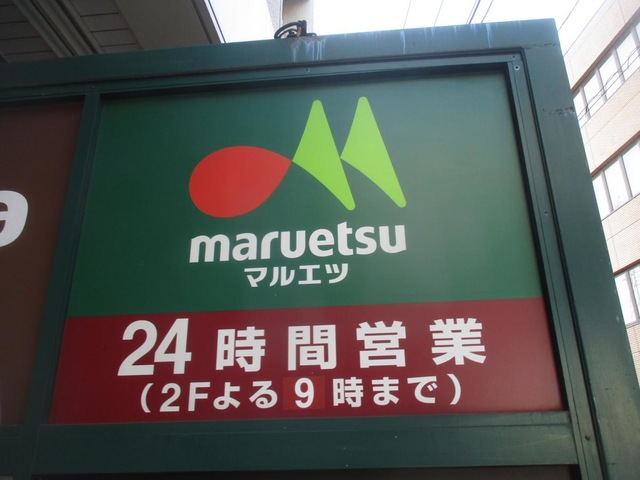 maruetsu
マルエツ
24時間営業
(2Fよる9時まで)